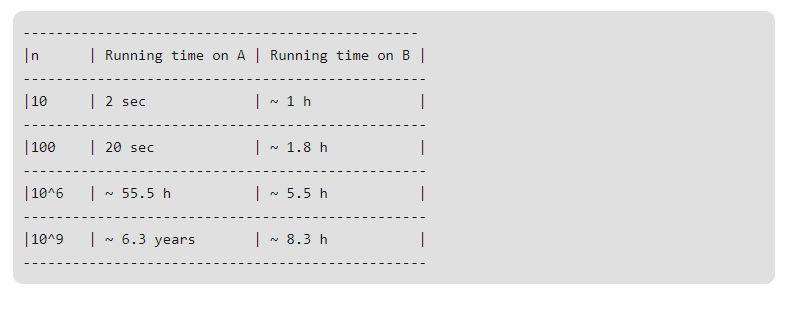 ------------------------------------------------
|n      | Running time on A | Running time on B |
-------------------------------------------------
|10     | 2 sec             | ~ 1 h             |
-------------------------------------------------
|100    | 20 sec            | ~ 1.8 h           |
-------------------------------------------------
|10^6   | ~ 55.5 h          | ~ 5.5 h           |
-------------------------------------------------
|10^9   | ~ 6.3 years       | ~ 8.3 h           |
-------------------------------------------------